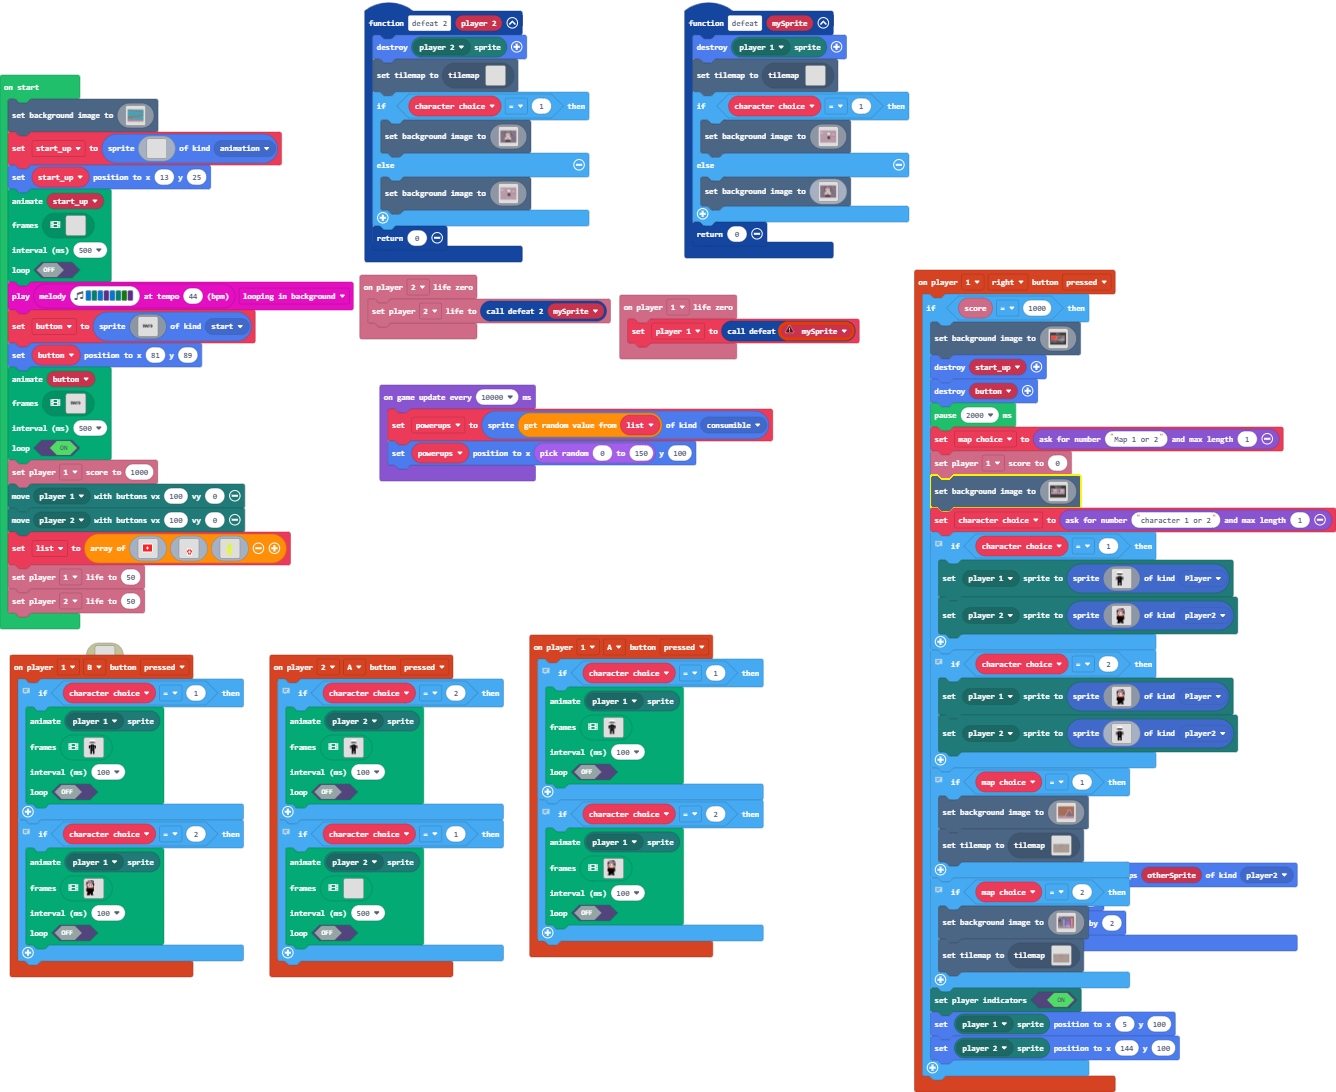 function defeat 2 player 2
destroy player 2 sprite
set tilemap to tilemap
if character choice = 1 then
set background image to
else
set background image to
return 0
function defeat mySprite
destroy player 1 sprite
set tilemap to tilemap
if character choice = 1 then
set background image to
else
set background image to
return 0
on start
set background image to
set start_up to sprite of kind animation
set start_up position to x 13 y 25
animate start_up
frames
interval (ms) 500
loop OFF
play melody at tempo 44 (bpm) looping in background
set button to sprite of kind start
set button position to x 81 y 89
animate button
frames
interval (ms) 500
loop ON
set player 1 score to 1000
move player 1 with buttons vx 100 vy 0
move player 2 with buttons vx 100 vy 0
set list to array of
set player 1 life to 50
set player 2 life to 50
on player 2 life zero
set player 2 life to call defeat 2 mySprite
on player 1 life zero
set player 1 to call defeat mySprite
on game update every 10000 ms
set powerups to sprite get random value from list of kind consumible
set powerups position to x pick random 0 to 150 y 100
on player 1 B button pressed
if character choice = 1 then
animate player 1 sprite
frames
interval (ms) 100
loop OFF
if character choice = 2 then
animate player 1 sprite
frames
interval (ms) 100
loop OFF
on player 2 A button pressed
if character choice = 2 then
animate player 2 sprite
frames
interval (ms) 100
loop OFF
if character choice = 1 then
animate player 2 sprite
frames
interval (ms) 500
loop OFF
on player 1 A button pressed
if character choice = 1 then
animate player 1 sprite
frames
interval (ms) 100
loop OFF
if character choice = 2 then
animate player 1 sprite
frames
interval (ms) 100
loop OFF
on player 1 right button pressed
if score = 1000 then
set background image to
destroy start_up
destroy button
pause 2000 ms
set map choice to ask for number "Map 1 or 2" and max length 1
set player 1 score to 0
set background image to
set character choice to ask for number "character 1 or 2" and max length 1
if character choice = 1 then
set player 1 sprite to sprite of kind Player
set player 2 sprite to sprite of kind player2
if character choice = 2 then
set player 1 sprite to sprite of kind Player
set player 2 sprite to sprite of kind player2
if map choice = 1 then
set background image to
set tilemap to tilemap
otherSprite of kind player2
if map choice = 2 then
set background image to
by 2
set tilemap to tilemap
set player indicators ON
set player 1 sprite position to x 5 y 100
set player 2 sprite position to x 144 y 100